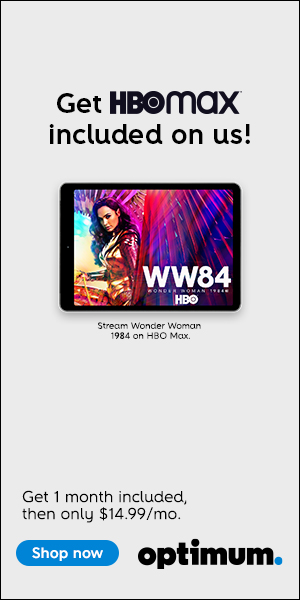 Get HBOmax
included on us!
WW84
WONDER WOMAN 1984
HBO
Stream Wonder Woman
1984 on HBO Max.
Get 1 month included,
then only $14.99/mo.
Shop now
optimum.